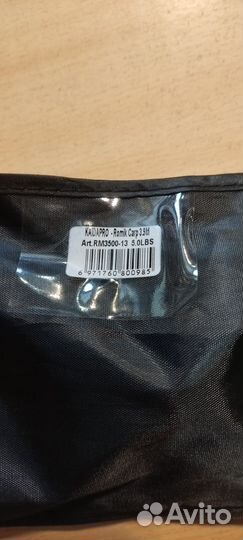 KAIDAPRO - Romik Carp 3.9M
Art.RM3500-13 5.0LBS
6 971760 800985
Avito